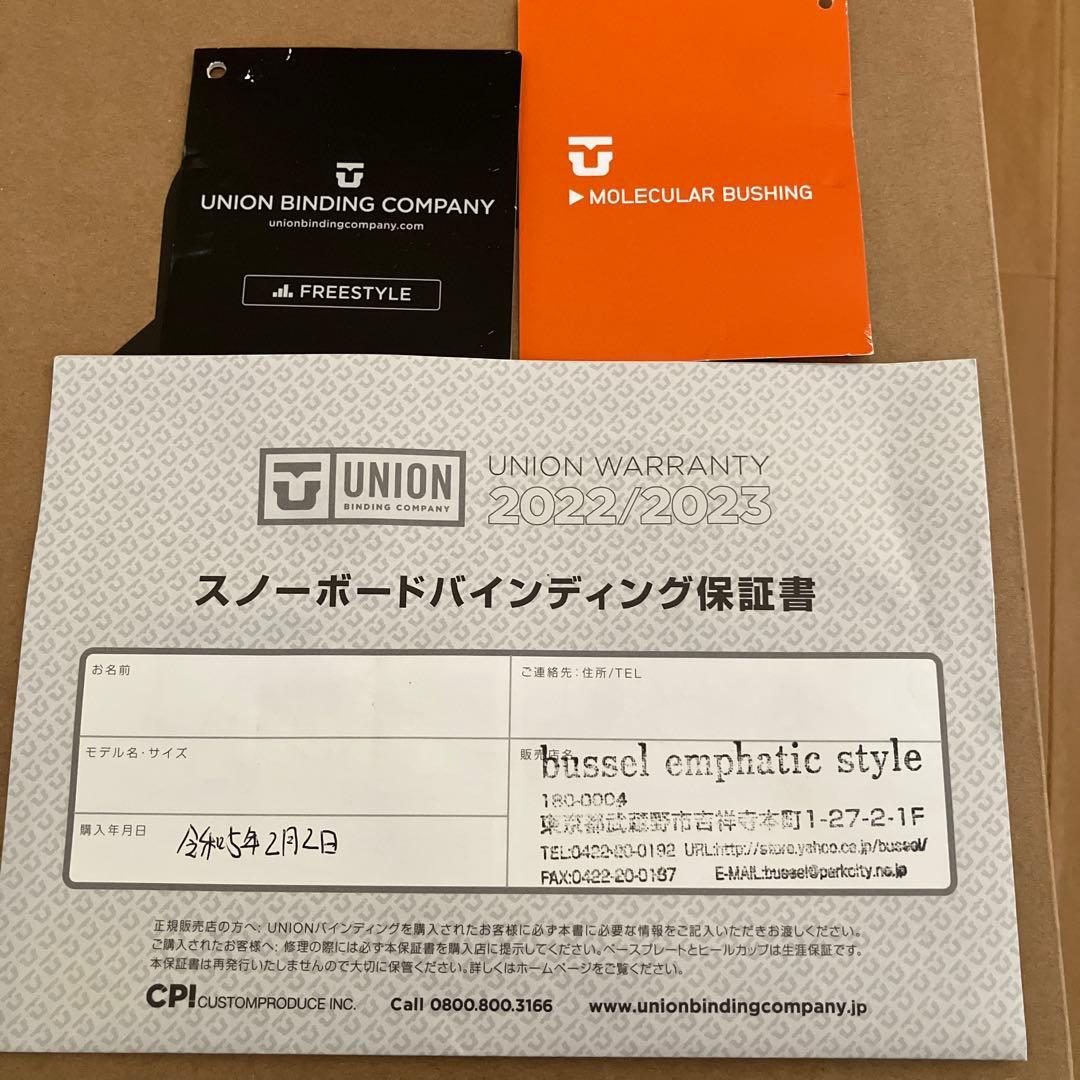 UNION BINDING COMPANY
unionbindingcompany.com
FREESTYLE
MOLECULAR BUSHING
UNION
BINDING COMPANY
UNION WARRANTY
2022/2023
スノーボードバインディング保証書
お名前
ご連絡先：住所/TEL
モデル名・サイズ
販売店名
bussel emphatic style
180-0004
東京都武蔵野市吉祥寺本町1-27-2-1F
TEL:0422-20-0192 URL:http://store.yahoo.co.jp/bussel/
FAX:0422-20-0187 E-MAIL:bussel@parkcity.ne.jp
購入年月日
令和5年2月2日
正規販売店の方へ: UNIONバインディングを購入されたお客様に必ず本書に必要な情報をご記入いただきお渡しください。
ご購入されたお客様へ: 修理の際には必ず本保証書を購入店に提示してください。ベースプレートとヒールカップは生涯保証です。
本保証書は再発行いたしませんので大切に保管ください。詳しくはホームページをご覧ください。
CPI CUSTOMPRODUCE INC. Call 0800.800.3166 www.unionbindingcompany.jp